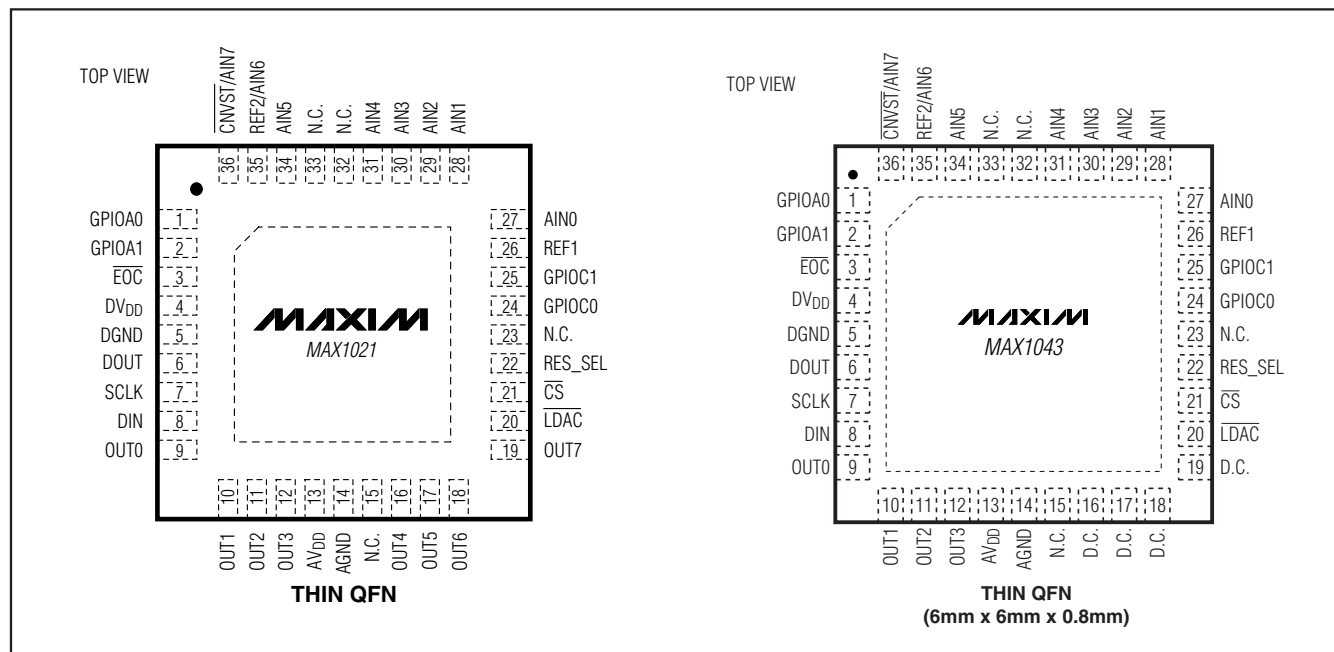 TOP VIEW
CNVST/AIN7
REF2/AIN6
AIN5
N.C.
N.C.
AIN4
AIN3
AIN2
AIN1
36 35 34 33 32 31 30 29 28
GPIOA0 1
GPIOA1 2
EOC 3
DVDD 4
DGND 5
DOUT 6
SCLK 7
DIN 8
OUT0 9
MAXIM
MAX1021
27 AIN0
26 REF1
25 GPIOC1
24 GPIOC0
23 N.C.
22 RES_SEL
21 CS
20 LDAC
19 OUT7
10 11 12 13 14 15 16 17 18
OUT1
OUT2
OUT3
AVDD
AGND
N.C.
OUT4
OUT5
OUT6
THIN QFN
TOP VIEW
CNVST/AIN7
REF2/AIN6
AIN5
N.C.
N.C.
AIN4
AIN3
AIN2
AIN1
36 35 34 33 32 31 30 29 28
GPIOA0 1
GPIOA1 2
EOC 3
DVDD 4
DGND 5
DOUT 6
SCLK 7
DIN 8
OUT0 9
MAXIM
MAX1043
27 AIN0
26 REF1
25 GPIOC1
24 GPIOC0
23 N.C.
22 RES_SEL
21 CS
20 LDAC
19 D.C.
10 11 12 13 14 15 16 17 18
OUT1
OUT2
OUT3
AVDD
AGND
N.C.
D.C.
D.C.
D.C.
THIN QFN
(6mm x 6mm x 0.8mm)